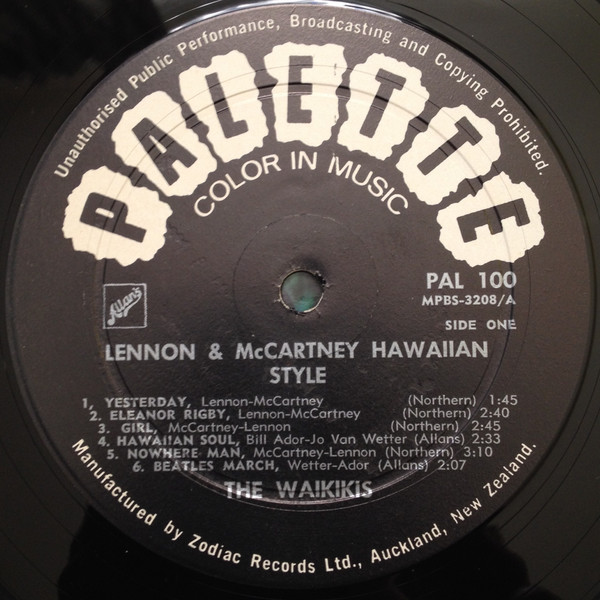 Unauthorised Public Performance, Broadcasting and Copying Prohibited.
PALETTE
COLOR IN MUSIC
Allan's
PAL 100
MPBS-3208/A
SIDE ONE
LENNON & McCARTNEY HAWAIIAN
STYLE
1, YESTERDAY, Lennon-McCartney (Northern) 1:45
2. ELEANOR RIGBY, Lennon-McCartney (Northern) 2:40
3. GIRL, McCartney-Lennon (Northern) 2:45
4. HAWAIIAN SOUL, Bill Ador-Jo Van Wetter (Allans) 2:33
5. NOWHERE MAN, McCartney-Lennon (Northern) 3:10
6. BEATLES MARCH, Wetter-Ador (Allans) 2:07
THE WAIKIKIS
Manufactured by Zodiac Records Ltd., Auckland, New Zealand.